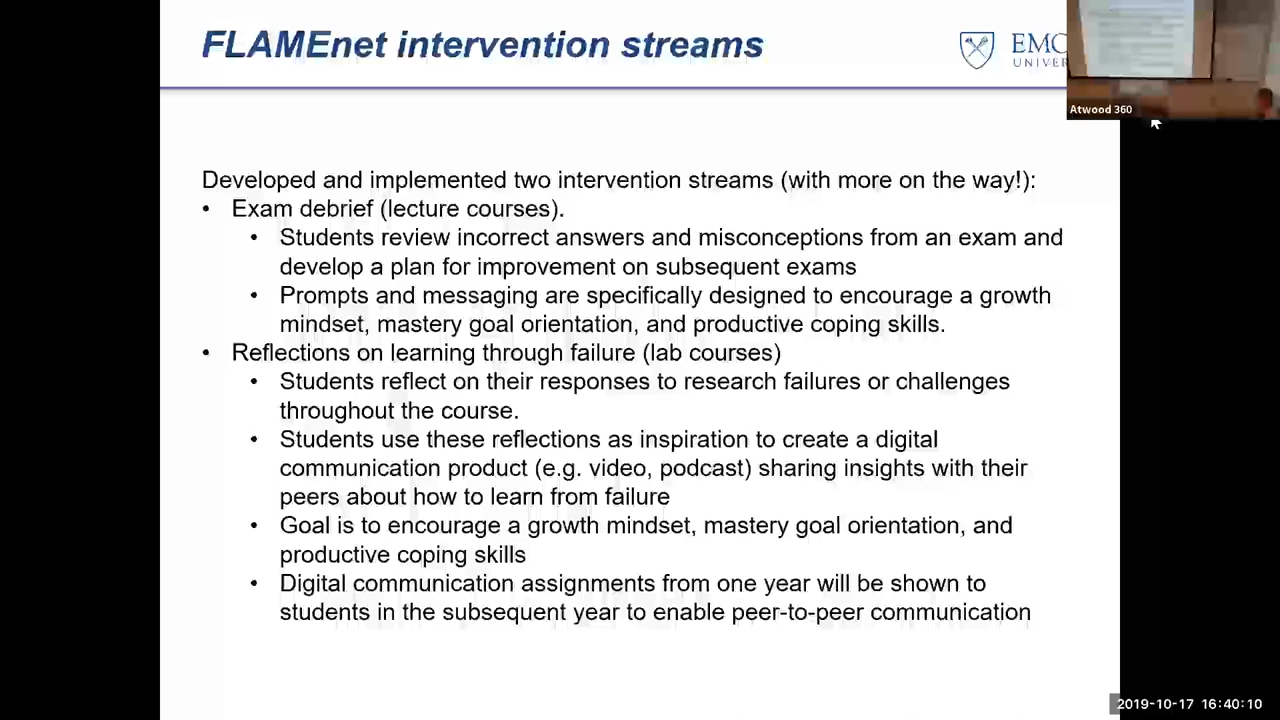 FLAMEnet intervention streams
EMO
UNIVER
Atwood 360
Developed and implemented two intervention streams (with more on the way!):
• Exam debrief (lecture courses).
• Students review incorrect answers and misconceptions from an exam and
develop a plan for improvement on subsequent exams
• Prompts and messaging are specifically designed to encourage a growth
mindset, mastery goal orientation, and productive coping skills.
• Reflections on learning through failure (lab courses)
• Students reflect on their responses to research failures or challenges
throughout the course.
• Students use these reflections as inspiration to create a digital
communication product (e.g. video, podcast) sharing insights with their
peers about how to learn from failure
• Goal is to encourage a growth mindset, mastery goal orientation, and
productive coping skills
• Digital communication assignments from one year will be shown to
students in the subsequent year to enable peer-to-peer communication
2019-10-17 16:40:10